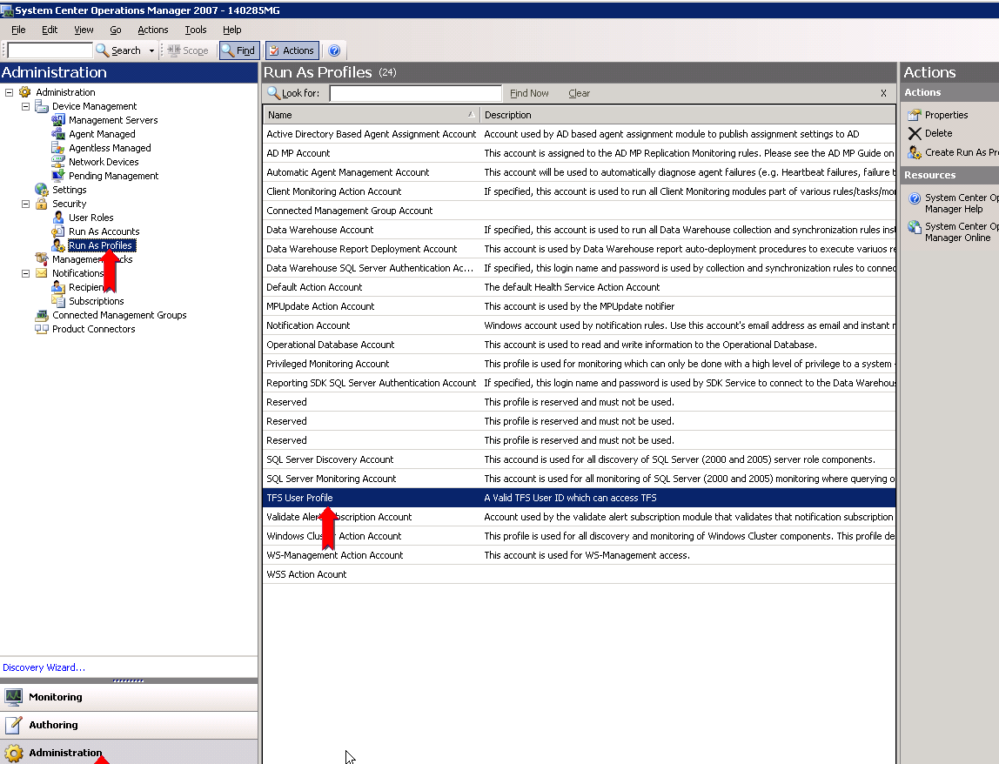 System Center Operations Manager 2007 - 140285MG
File Edit View Go Actions Tools Help
Search Scope Find Actions
Administration
Administration
Device Management
Management Servers
Agent Managed
Agentless Managed
Network Devices
Pending Management
Settings
Security
User Roles
Run As Accounts
Run As Profiles
Management
Notifications
Subscriptions
Connected Management Groups
Product Connectors
Discovery Wizard...
Monitoring
Authoring
Administration
Run As Profiles (24)
Look for: Find Now Clear X
Name Description
Active Directory Based Agent Assignment Account Account used by AD based agent assignment module to publish assignment settings to AD
AD MP Account This account is assigned to the AD MP Replication Monitoring rules. Please see the AD MP Guide on
Automatic Agent Management Account This account will be used to automatically diagnose agent failures (e.g. Heartbeat failures, failure t
Client Monitoring Action Account If specified, this account is used to run all Client Monitoring modules part of various rules/tasks/mor
Connected Management Group Account
Data Warehouse Account If specified, this account is used to run all Data Warehouse collection and synchronization rules inst
Data Warehouse Report Deployment Account This account is used by Data Warehouse report auto-deployment procedures to execute variuos re
Data Warehouse SQL Server Authentication Ac... If specified, this login name and password is used by collection and synchronization rules to connec
Default Action Account The default Health Service Action Account
MPUpdate Action Account This account is used by the MPUpdate notifier
Notification Account Windows account used by notification rules. Use this account's email address as email and instant m
Operational Database Account This account is used to read and write information to the Operational Database.
Privileged Monitoring Account This profile is used for monitoring which can only be done with a high level of privilege to a system -
Reporting SDK SQL Server Authentication Account If specified, this login name and password is used by SDK Service to connect to the Data Warehous
Reserved This profile is reserved and must not be used.
Reserved This profile is reserved and must not be used.
Reserved This profile is reserved and must not be used.
SQL Server Discovery Account This accound is used for all discovery of SQL Server (2000 and 2005) server role components.
SQL Server Monitoring Account This account is used for all monitoring of SQL Server (2000 and 2005) monitoring where querying o
TFS User Profile A Valid TFS User ID which can access TFS
Validate Alert Subscription Account Account used by the validate alert subscription module that validates that notification subscription
Windows Cluster Action Account This profile is used for all discovery and monitoring of Windows Cluster components. This profile de
WS-Management Action Account This account is used for WS-Management access.
WSS Action Acount
Actions
Actions
Properties
Delete
Create Run As Pr
Resources
System Center Op
Manager Help
System Center Op
Manager Online